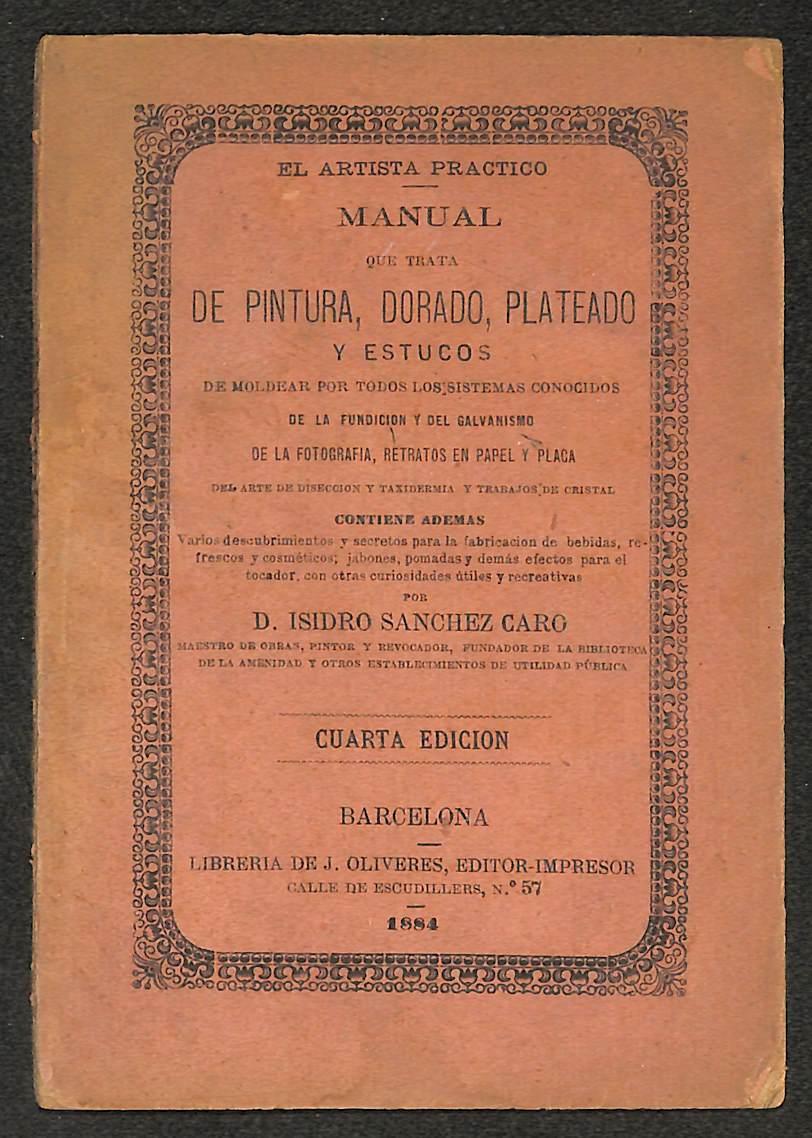 EL ARTISTA PRACTICO
MANUAL
QUE TRATA
DE PINTURA, DORADO, PLATEADO
Y ESTUCOS
DE MOLDEAR POR TODOS LOS SISTEMAS CONOCIDOS
DE LA FUNDICION Y DEL GALVANISMO
DE LA FOTOGRAFIA, RETRATOS EN PAPEL Y PLACA
DEL ARTE DE DISECCION Y TAXIDERMIA Y TRABAJOS DE CRISTAL
CONTIENE ADEMAS
Varios descubrimientos y secretos para la fabricacion de bebidas, re-
frescos y cosméticos; jabones, pomadas y demás efectos para el
tocador, con otras curiosidades útiles y recreativas
POR
D. ISIDRO SANCHEZ CARO
MAESTRO DE OBRAS, PINTOR Y REVOCADOR, FUNDADOR DE LA BIBLIOTECA
DE LA AMENIDAD Y OTROS ESTABLECIMIENTOS DE UTILIDAD PÚBLICA
CUARTA EDICION
BARCELONA
LIBRERIA DE J. OLIVERES, EDITOR-IMPRESOR
CALLE DE ESCUDILLERS, N.º 57
1884